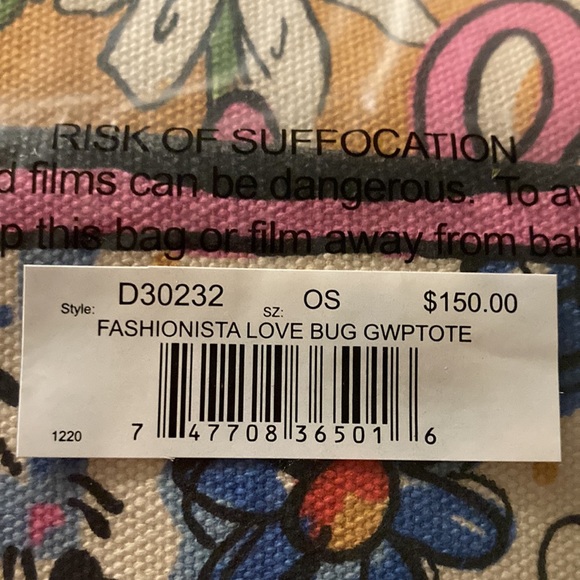 RISK OF SUFFOCATION
d films can be dangerous. To av
p this bag or film away from bab
Style: D30232 SZ: OS $150.00
FASHIONISTA LOVE BUG GWPTOTE
1220 7 47708 36501 6